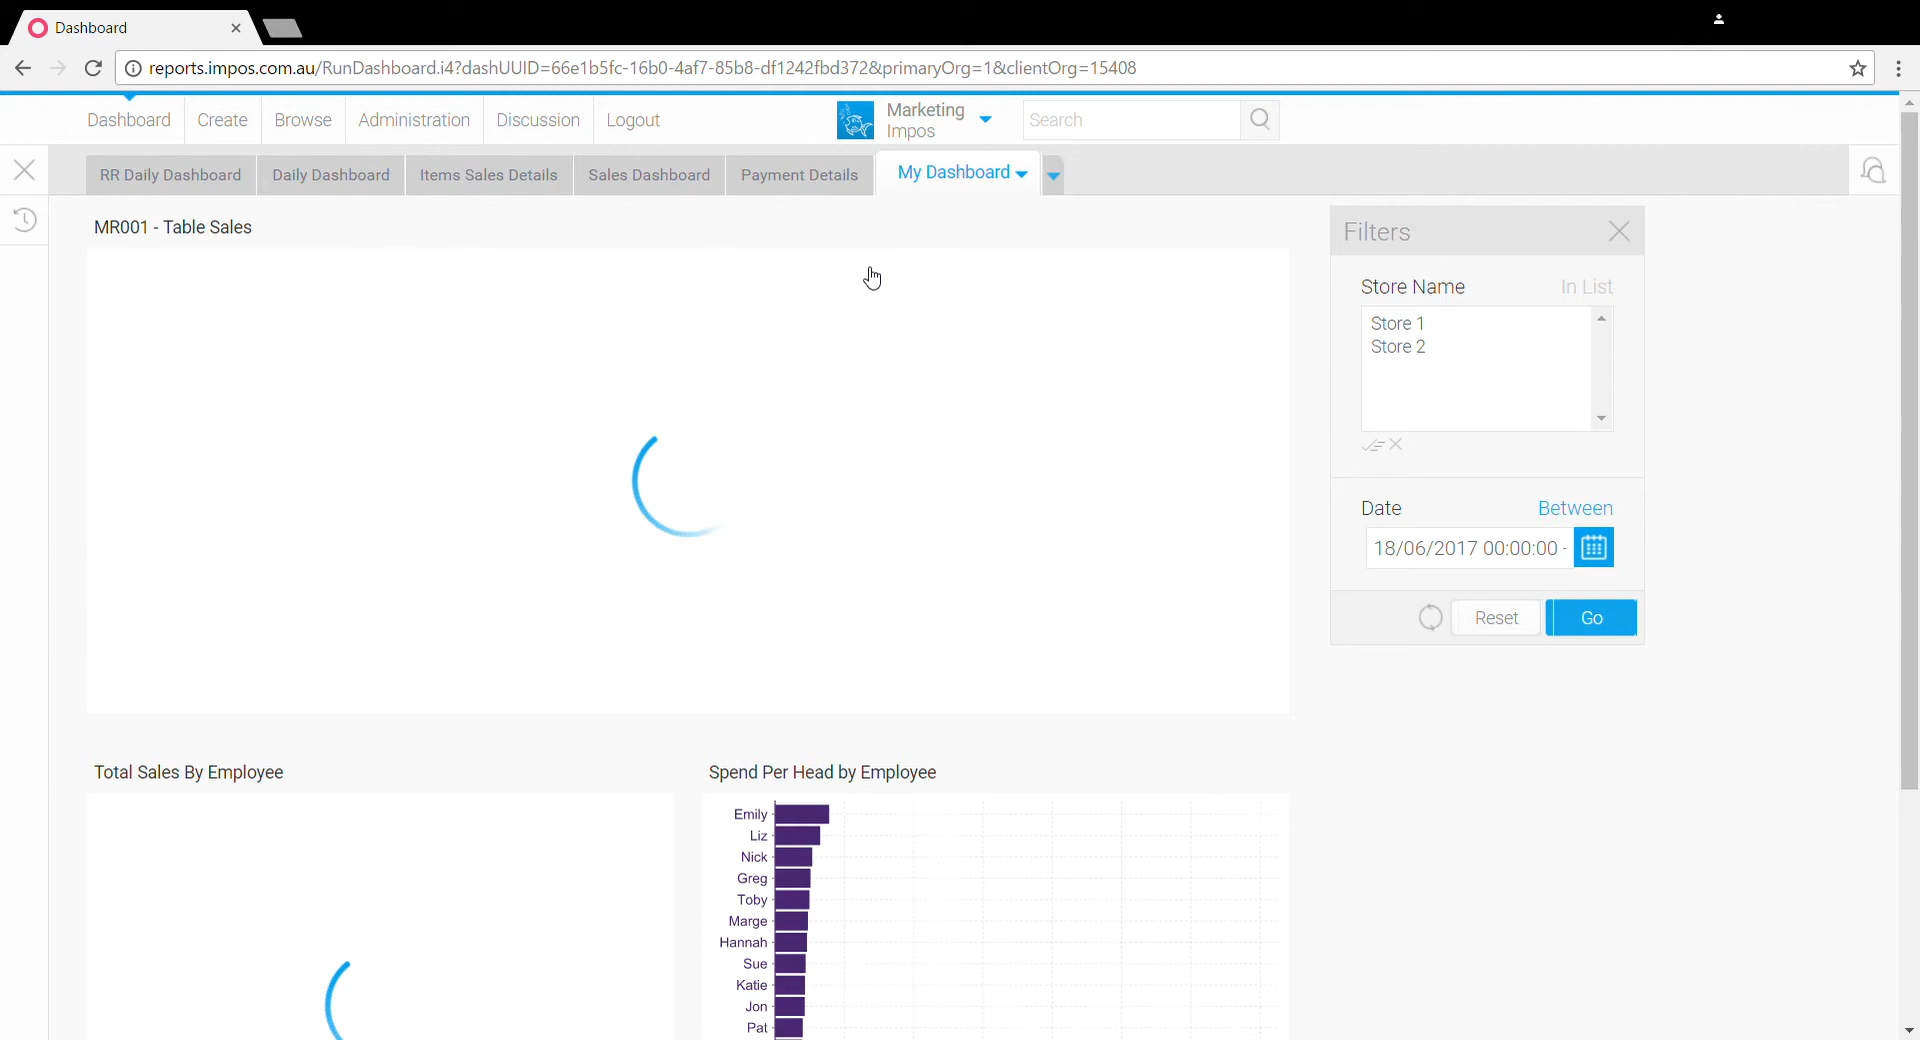 Dashboard
reports.impos.com.au/RunDashboard.i4?dashUUID=66e1b5fc-16b0-4af7-85b8-df1242fbd372&primaryOrg=1&clientOrg=15408
Dashboard Create Browse Administration Discussion Logout
Marketing
Impos
Search
RR Daily Dashboard Daily Dashboard Items Sales Details Sales Dashboard Payment Details My Dashboard
MR001 - Table Sales
Filters
Store Name In List
Store 1
Store 2
Date Between
18/06/2017 00:00:00 -
Reset Go
Total Sales By Employee
Spend Per Head by Employee
Emily
Liz
Nick
Greg
Toby
Marge
Hannah
Sue
Katie
Jon
Pat